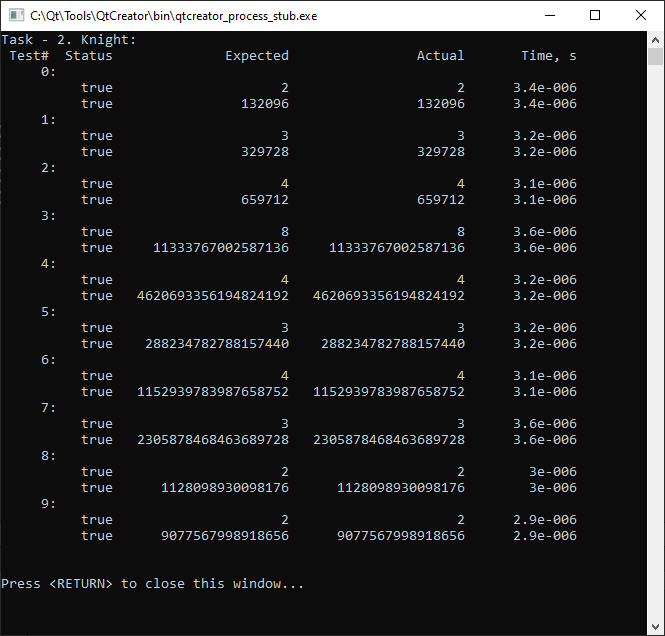 C:\Qt\Tools\QtCreator\bin\qtcreator_process_stub.exe
Task - 2. Knight:
Test# Status Expected Actual Time, s
0:
true 2 2 3.4e-006
true 132096 132096 3.4e-006
1:
true 3 3 3.2e-006
true 329728 329728 3.2e-006
2:
true 4 4 3.1e-006
true 659712 659712 3.1e-006
3:
true 8 8 3.6e-006
true 11333767002587136 11333767002587136 3.6e-006
4:
true 4 4 3.2e-006
true 4620693356194824192 4620693356194824192 3.2e-006
5:
true 3 3 3.2e-006
true 288234782788157440 288234782788157440 3.2e-006
6:
true 4 4 3.1e-006
true 1152939783987658752 1152939783987658752 3.1e-006
7:
true 3 3 3.6e-006
true 2305878468463689728 2305878468463689728 3.6e-006
8:
true 2 2 3e-006
true 1128098930098176 1128098930098176 3e-006
9:
true 2 2 2.9e-006
true 9077567998918656 9077567998918656 2.9e-006
Press <RETURN> to close this window...